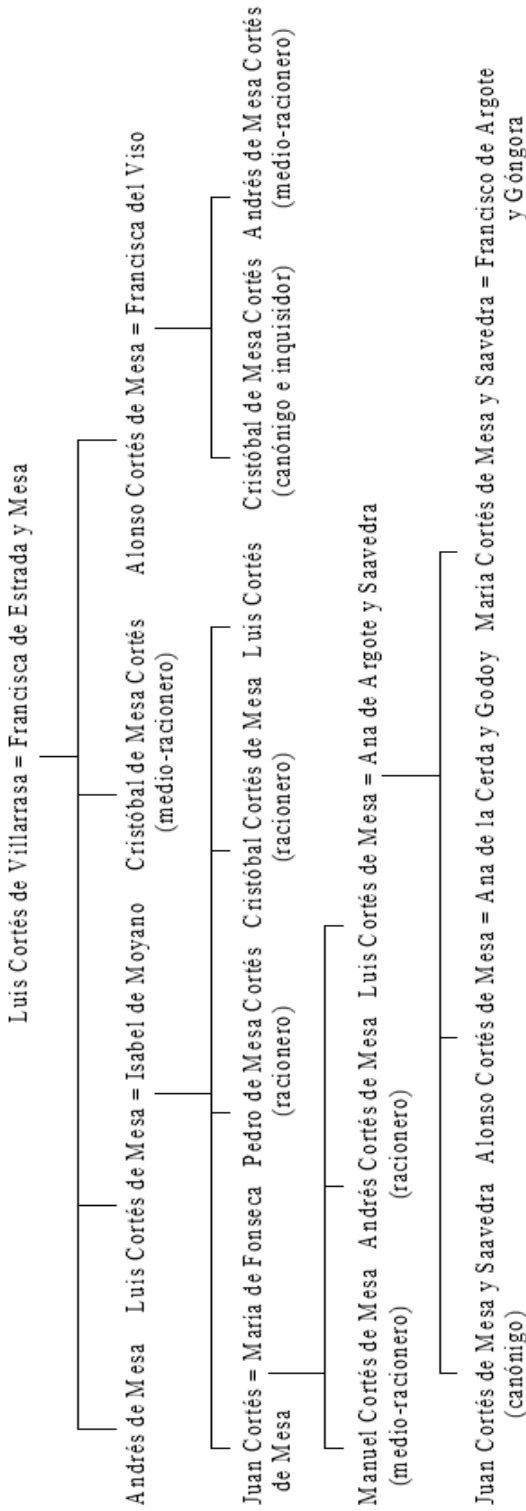 Luis Cortés de Villarrasa = Francisca de Estrada y Mesa
Andrés de Mesa Luis Cortés de Mesa = Isabel de Moyano Cristóbal de Mesa Cortés Alonso Cortés de Mesa = Francisca del Viso
(medio-racionero)
Juan Cortés = Maria de Fonseca Pedro de Mesa Cortés Cristóbal Cortés de Mesa Luis Cortés Cristóbal de Mesa Cortés Andrés de Mesa Cortés
de Mesa (racionero) (racionero) (canónigo e inquisidor) (medio-racionero)
Manuel Cortés de Mesa Andrés Cortés de Mesa Luis Cortés de Mesa = Ana de Argote y Saavedra
(medio-racionero) (racionero)
Juan Cortés de Mesa y Saavedra Alonso Cortés de Mesa = Ana de la Cerda y Godoy Maria Cortés de Mesa y Saavedra = Francisco de Argote
(canónigo) y Góngora